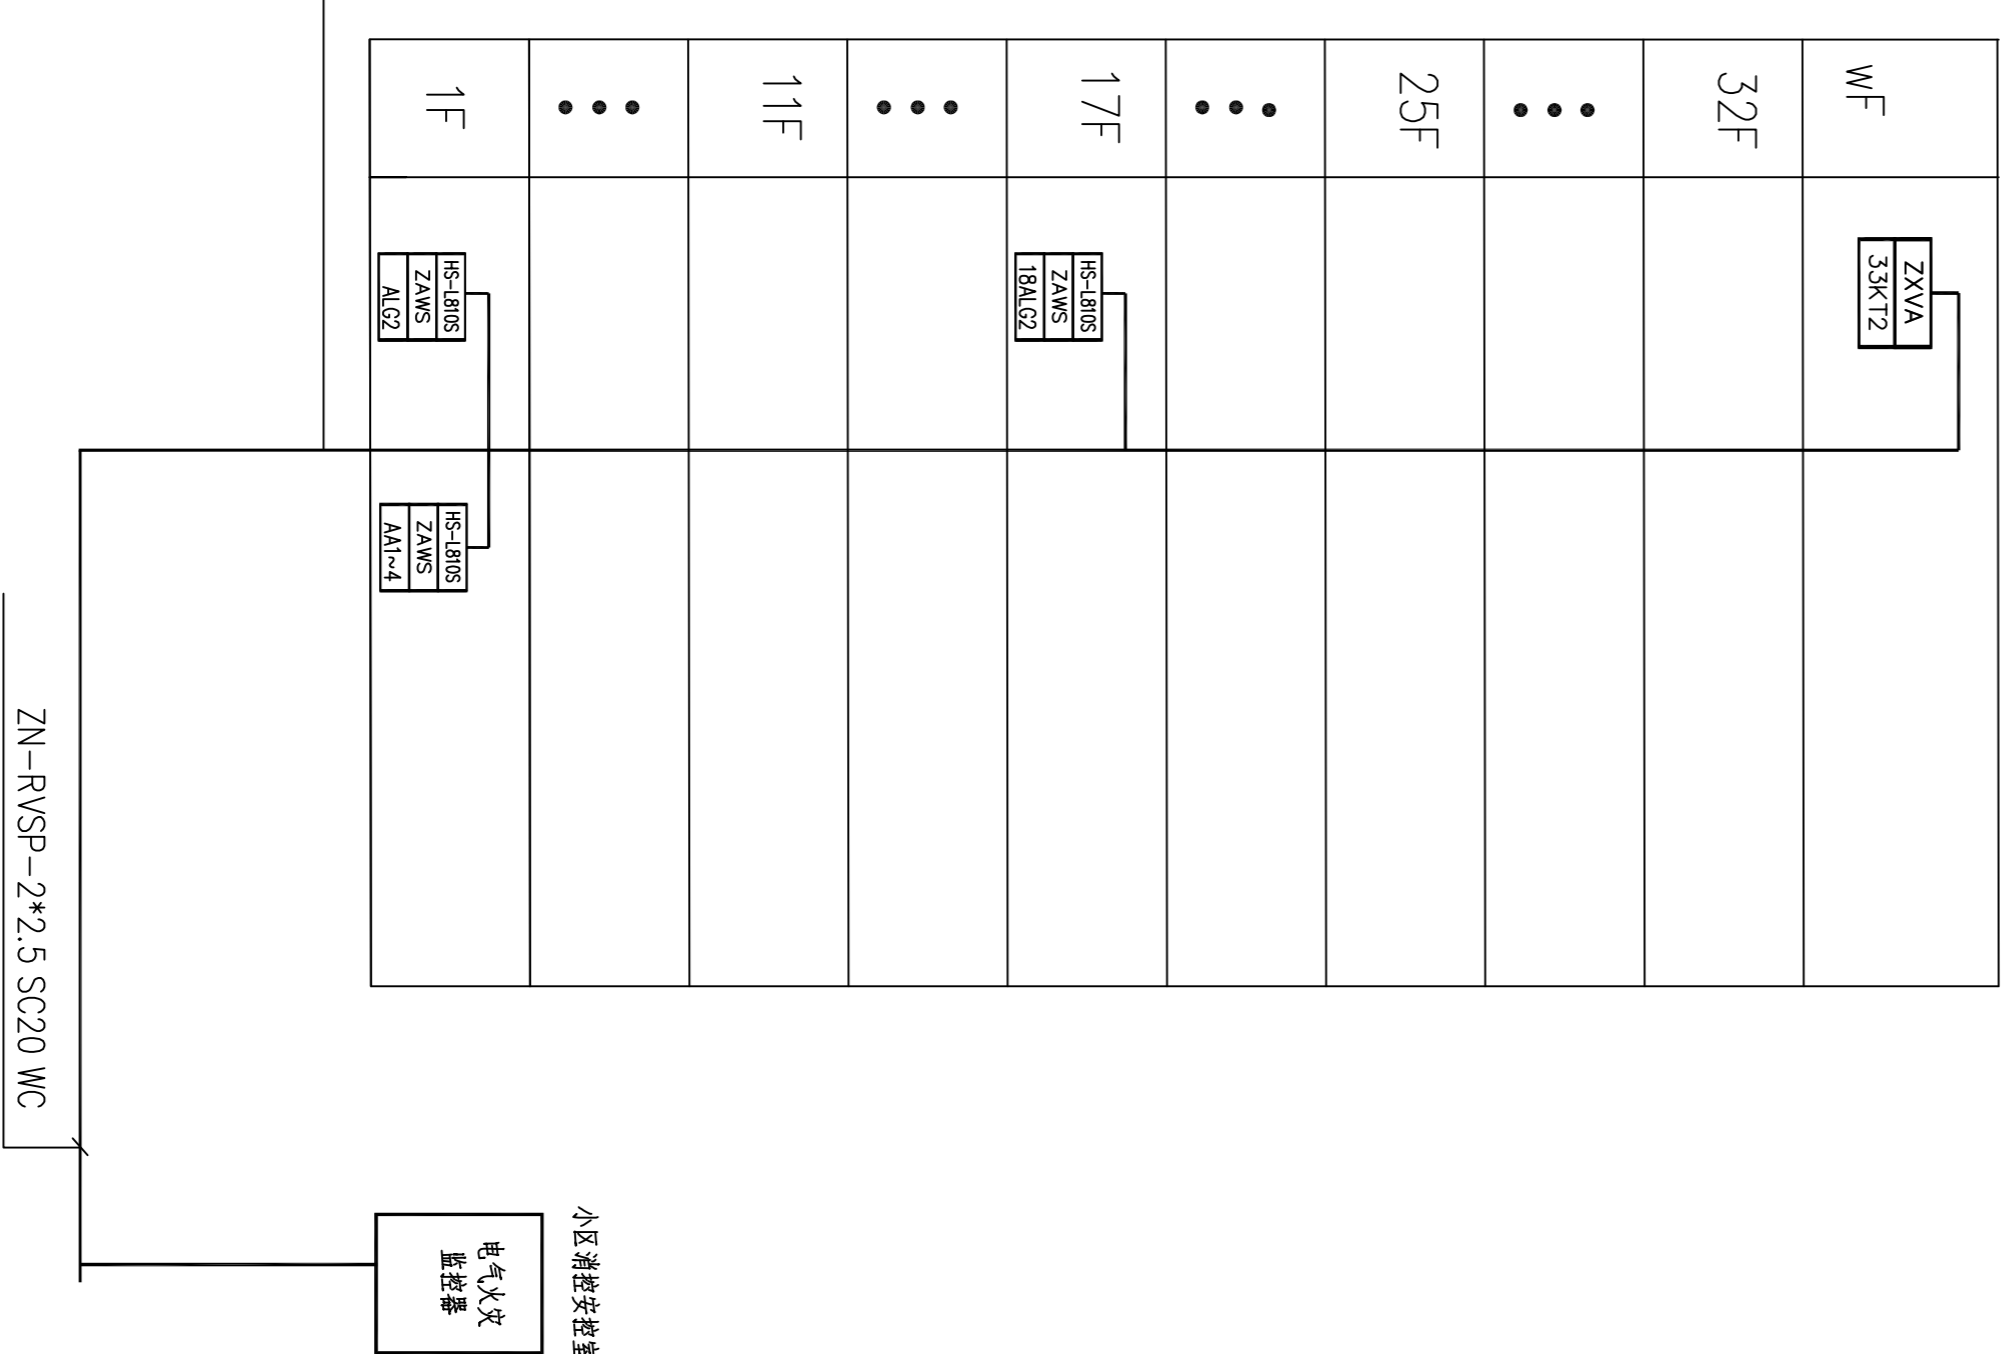 WF
ZXVA
33KT2
32F
25F
17F
HS-L810S
ZAWS
18ALG2
11F
1F
HS-L810S
ZAWS
ALG2
HS-L810S
ZAWS
AA1~4
小区消控安控室
电气火灾
监控器
ZN-RVSP-2*2.5 SC20 WC